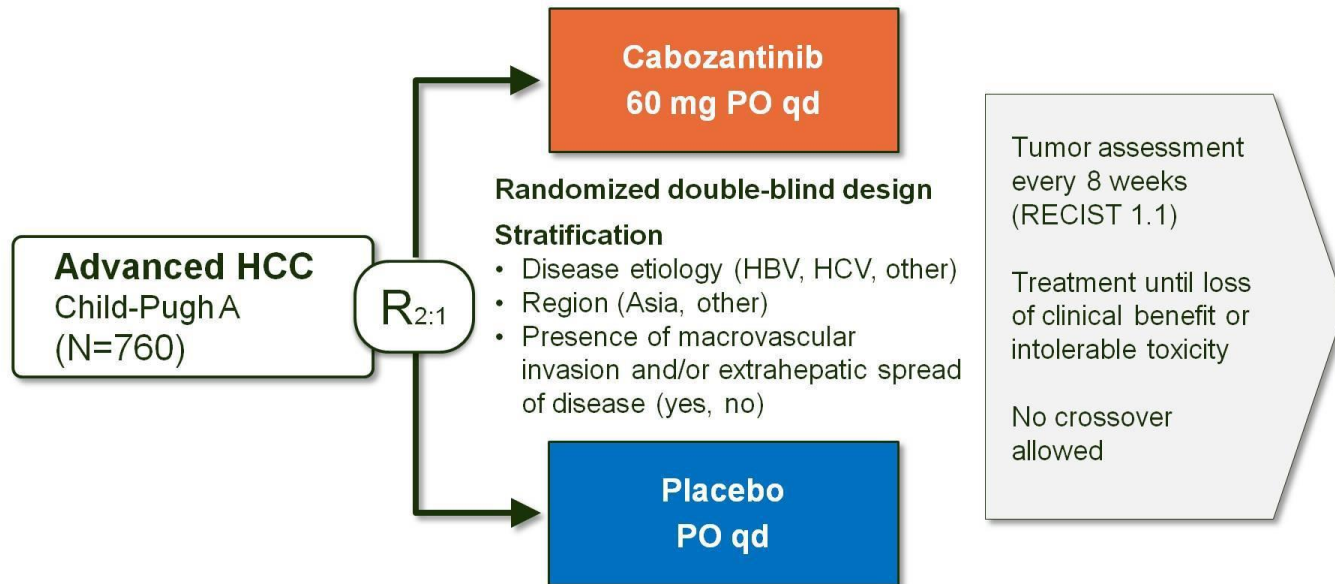 Advanced HCC
Child-Pugh A
(N=760)
R2:1
Cabozantinib
60 mg PO qd
Randomized double-blind design
Stratification
• Disease etiology (HBV, HCV, other)
• Region (Asia, other)
• Presence of macrovascular
invasion and/or extrahepatic spread
of disease (yes, no)
Placebo
PO qd
Tumor assessment
every 8 weeks
(RECIST 1.1)
Treatment until loss
of clinical benefit or
intolerable toxicity
No crossover
allowed